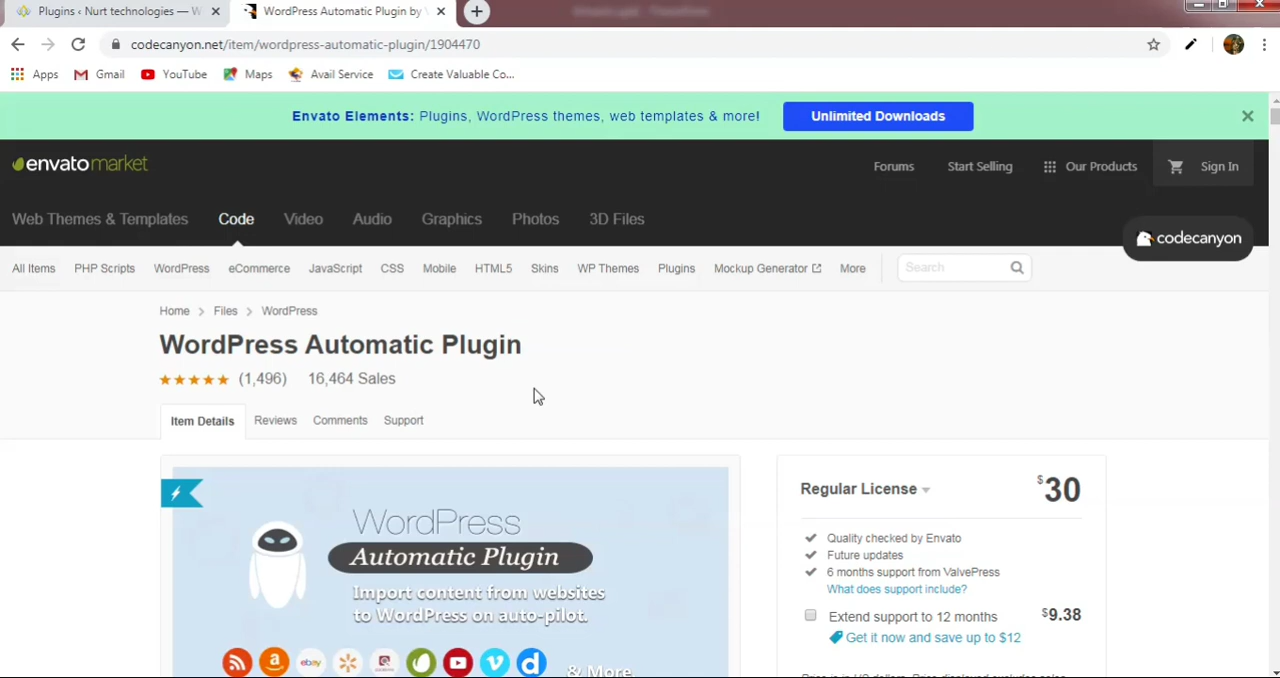 Plugins ‹ Nurt technologies — W
WordPress Automatic Plugin by V
codecanyon.net/item/wordpress-automatic-plugin/1904470
Apps Gmail YouTube Maps Avail Service Create Valuable Co...
Envato Elements: Plugins, WordPress themes, web templates & more! Unlimited Downloads
envatomarket
Forums Start Selling Our Products Sign In
Web Themes & Templates Code Video Audio Graphics Photos 3D Files
codecanyon
All Items PHP Scripts WordPress eCommerce JavaScript CSS Mobile HTML5 Skins WP Themes Plugins Mockup Generator More Search
Home Files WordPress
WordPress Automatic Plugin
(1,496) 16,464 Sales
Item Details Reviews Comments Support
Regular License $30
WordPress
Automatic Plugin
Import content from websites
to WordPress on auto-pilot.
a ebay & More
Quality checked by Envato
Future updates
6 months support from ValvePress
What does support include?
Extend support to 12 months $9.38
Get it now and save up to $12